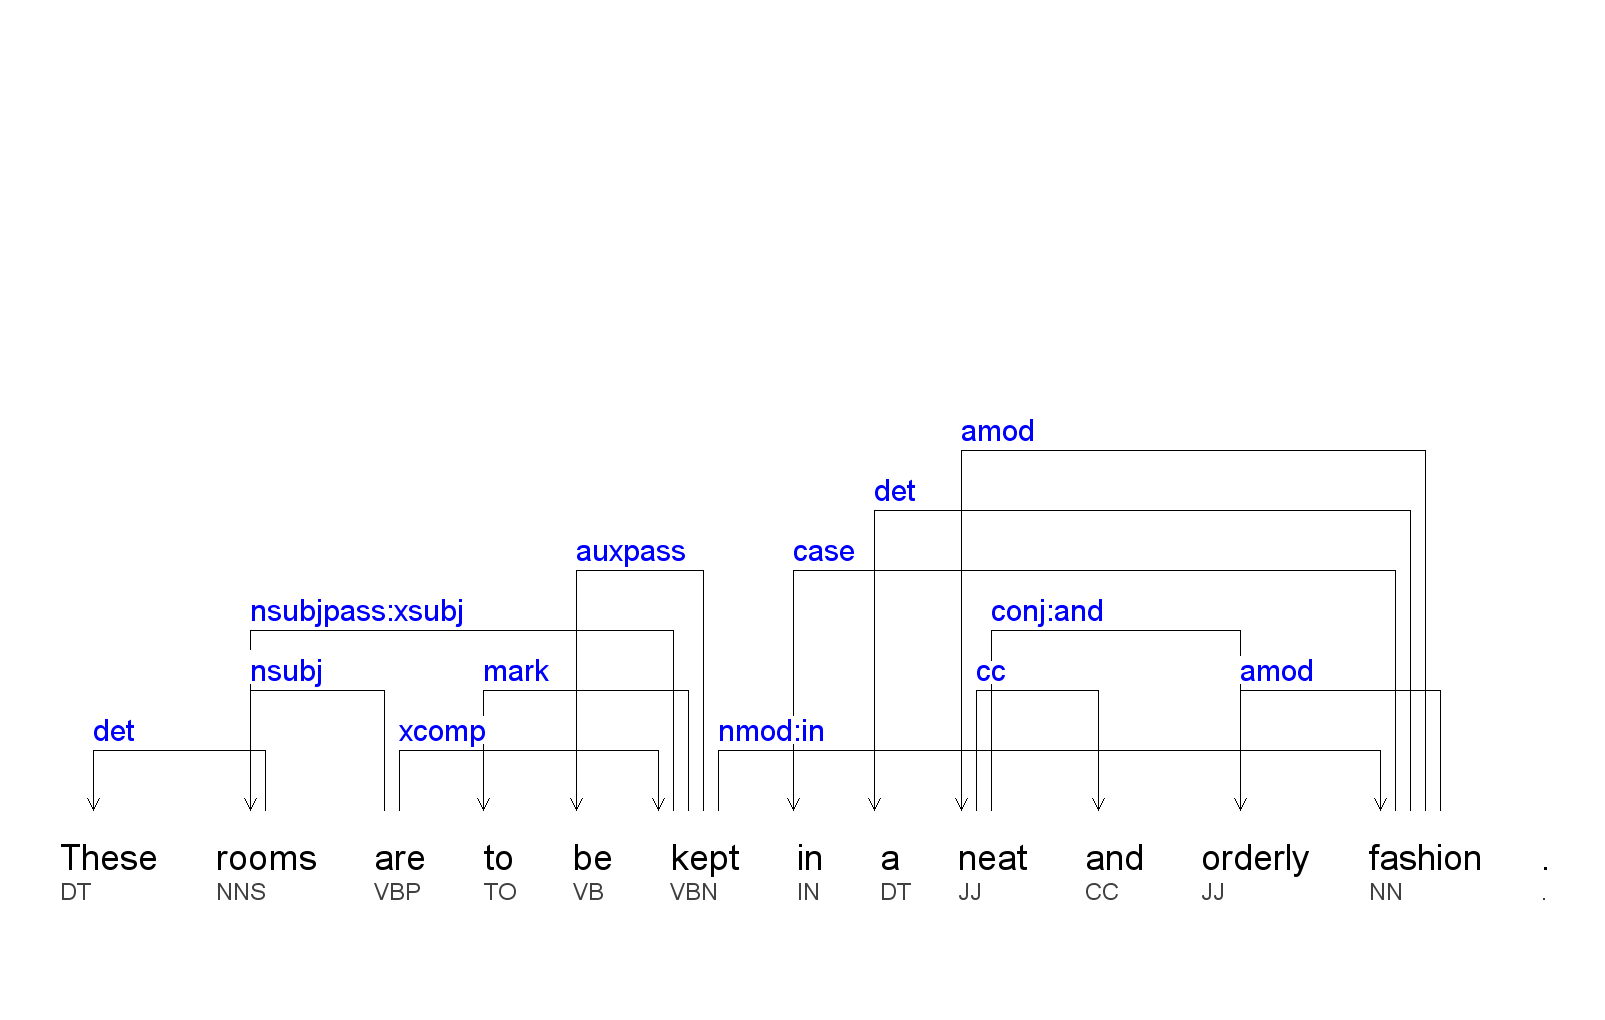 amod
det
auxpass case
nsubjpass:xsubj conj:and
nsubj mark cc amod
det xcomp nmod:in
These rooms are to be kept in a neat and orderly fashion .
DT NNS VBP TO VB VBN IN DT JJ CC JJ NN .